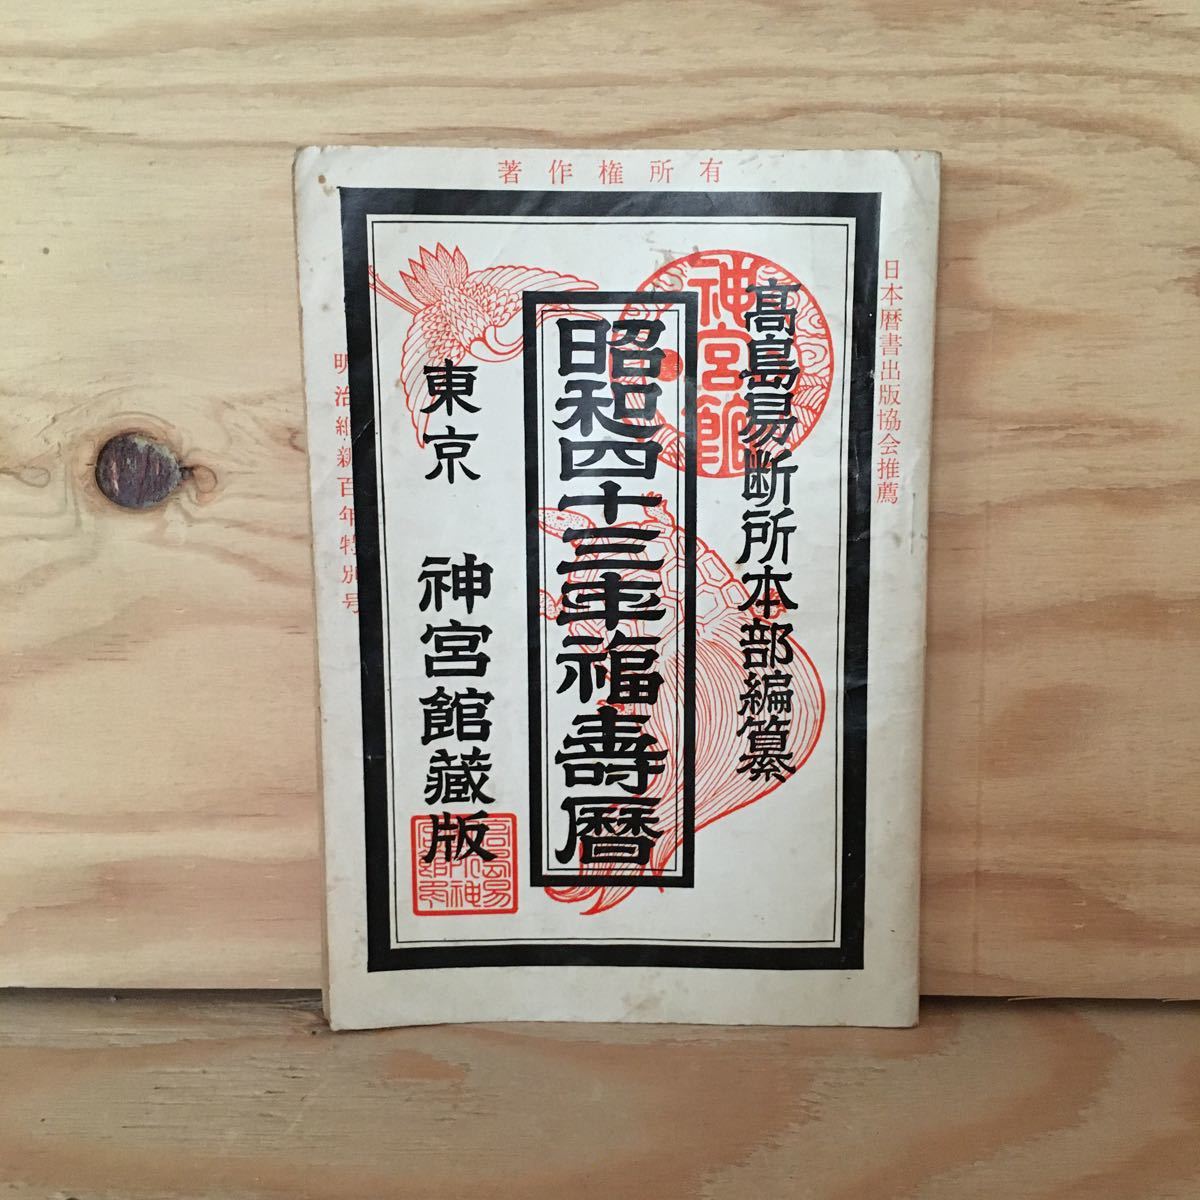 著作権所有
日本暦書出版協会推薦
神宮館
高島易断所本部編纂
昭和四十三年福壽暦
東京 神宮館藏版
明治維新百年特別号